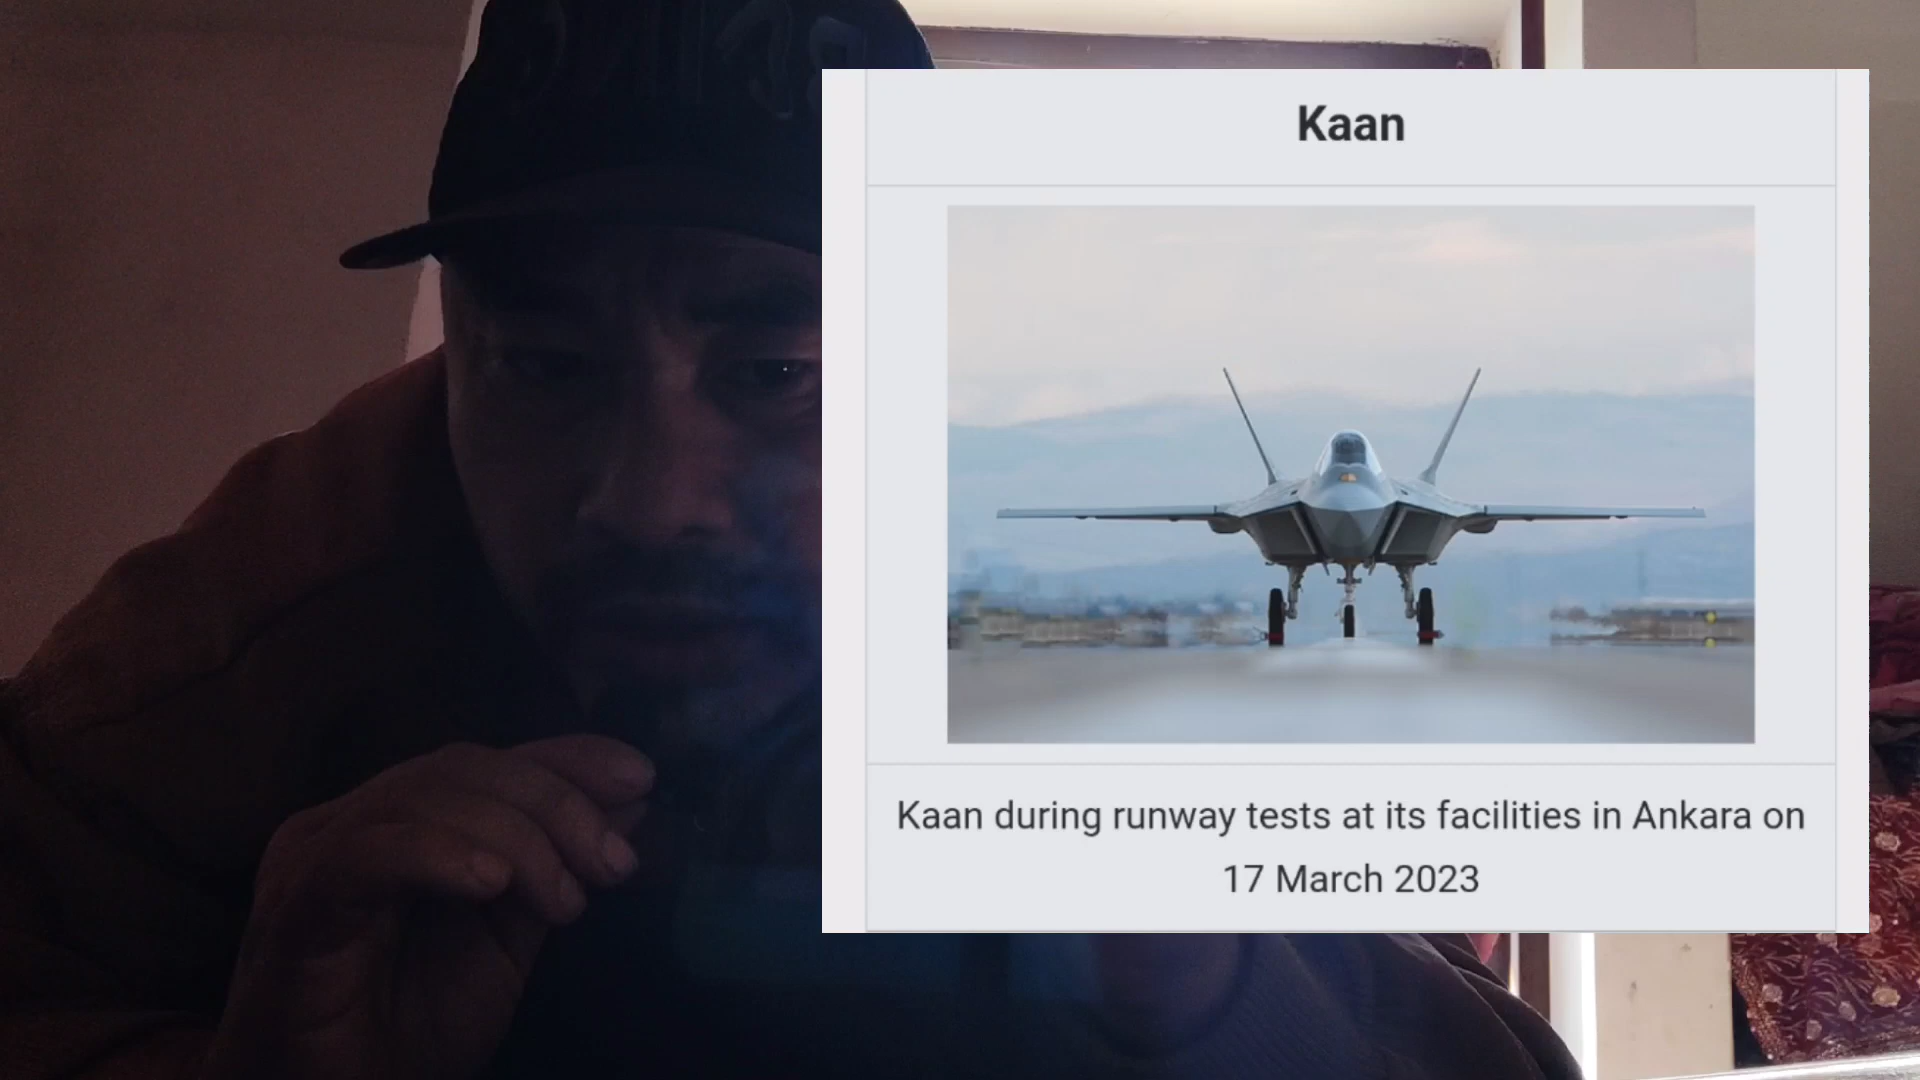 Kaan
Kaan during runway tests at its facilities in Ankara on
17 March 2023